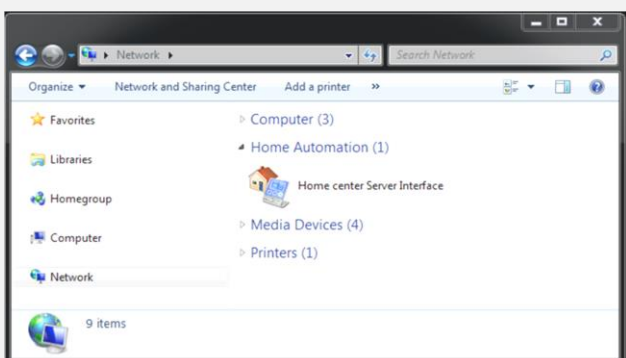 Network
Search Network
Organize
Network and Sharing Center
Add a printer
»
Favorites
Libraries
Homegroup
Computer
Network
Computer (3)
Home Automation (1)
Home center Server Interface
Media Devices (4)
Printers (1)
9 items